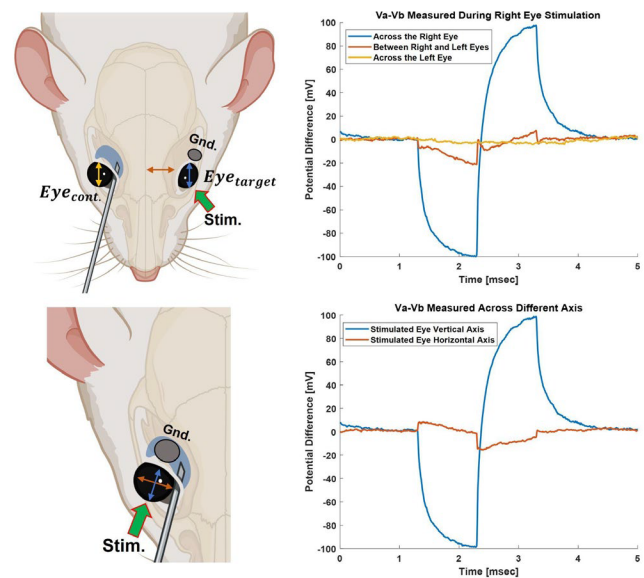 Gnd.
Eyecont.
Eyetarget
Stim.
Va-Vb Measured During Right Eye Stimulation
Across the Right Eye
Between Right and Left Eyes
Across the Left Eye
Potential Difference [mV]
100
80
60
40
20
0
-20
-40
-60
-80
-100
0 1 2 3 4 5
Time [msec]
Gnd.
Stim.
Va-Vb Measured Across Different Axis
Stimulated Eye Vertical Axis
Stimulated Eye Horizontal Axis
Potential Difference [mV]
100
80
60
40
20
0
-20
-40
-60
-80
-100
0 1 2 3 4 5
Time [msec]